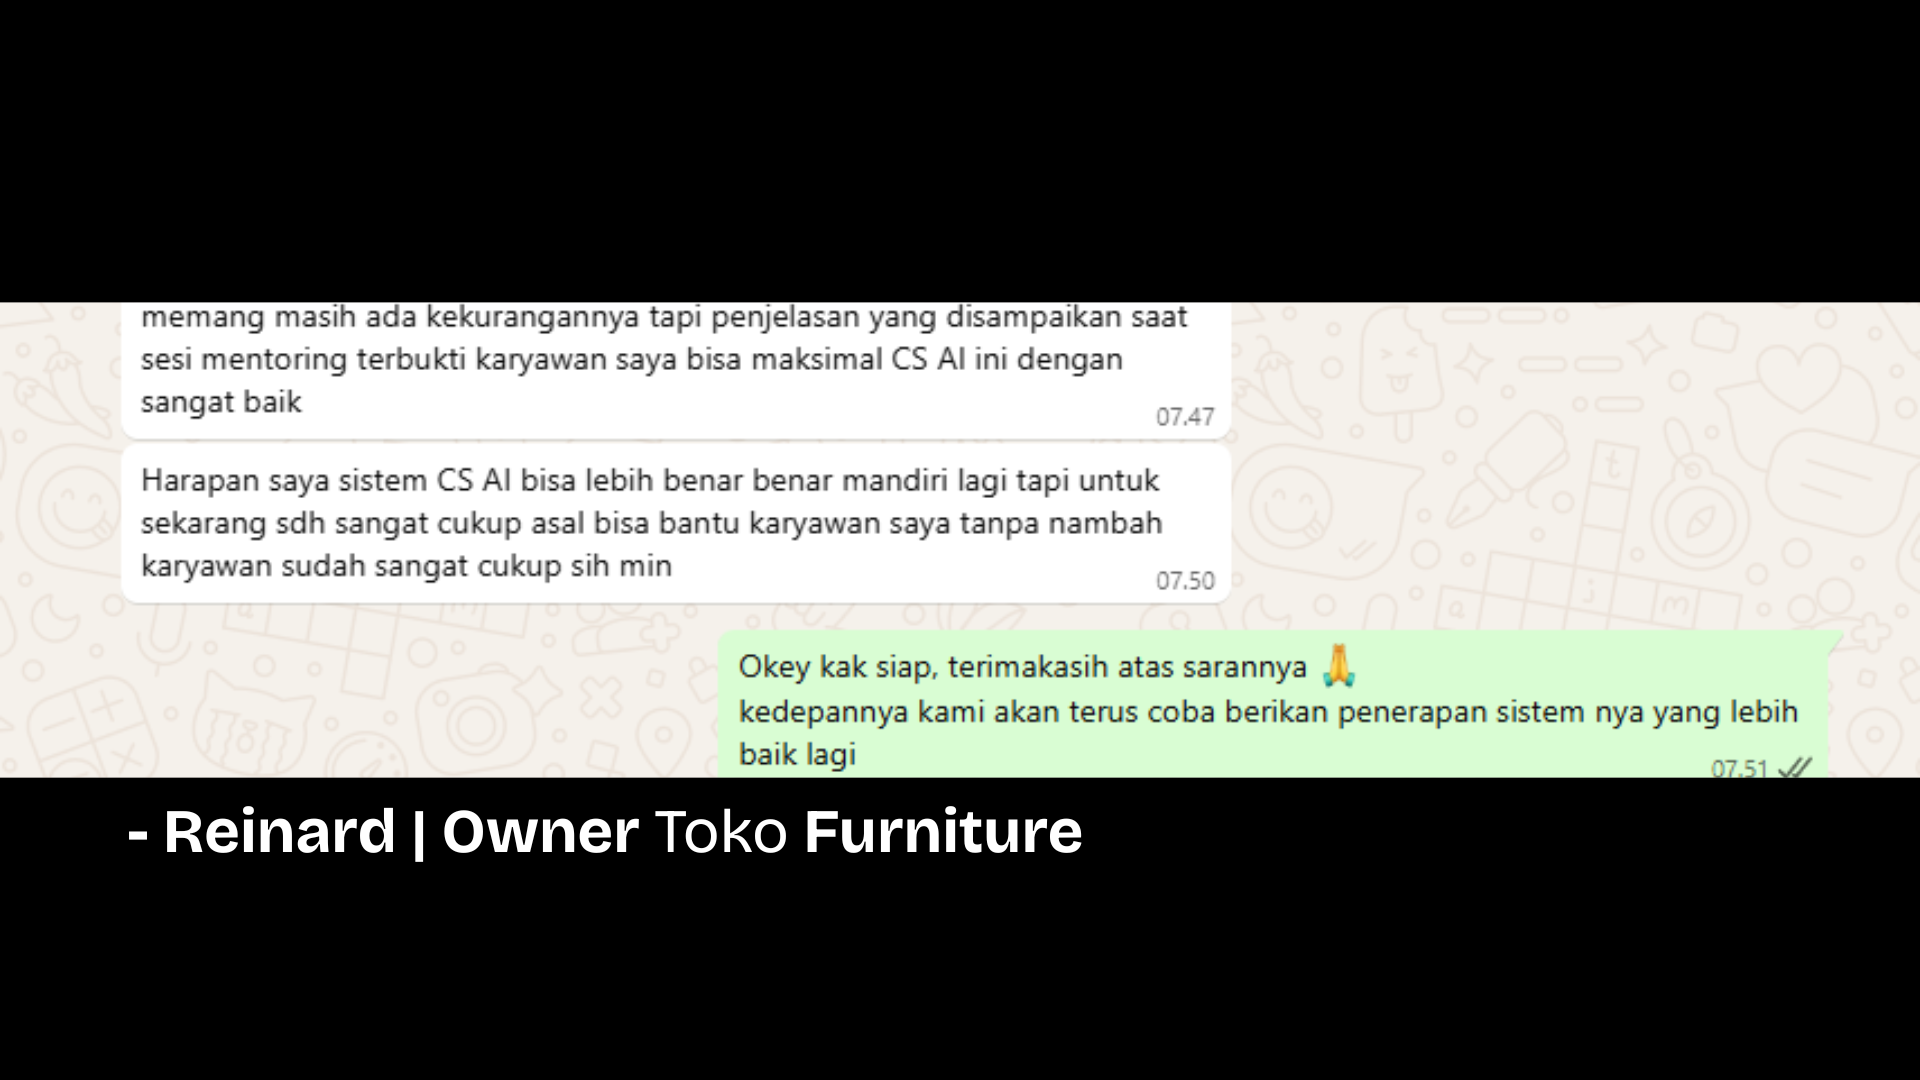 memang masih ada kekurangannya tapi penjelasan yang disampaikan saat
sesi mentoring terbukti karyawan saya bisa maksimal CS AI ini dengan
sangat baik
07.47
Harapan saya sistem CS AI bisa lebih benar benar mandiri lagi tapi untuk
sekarang sdh sangat cukup asal bisa bantu karyawan saya tanpa nambah
karyawan sudah sangat cukup sih min
07.50
Okey kak siap, terimakasih atas sarannya 🙏
kedepannya kami akan terus coba berikan penerapan sistem nya yang lebih
baik lagi
07.51
- Reinard | Owner Toko Furniture